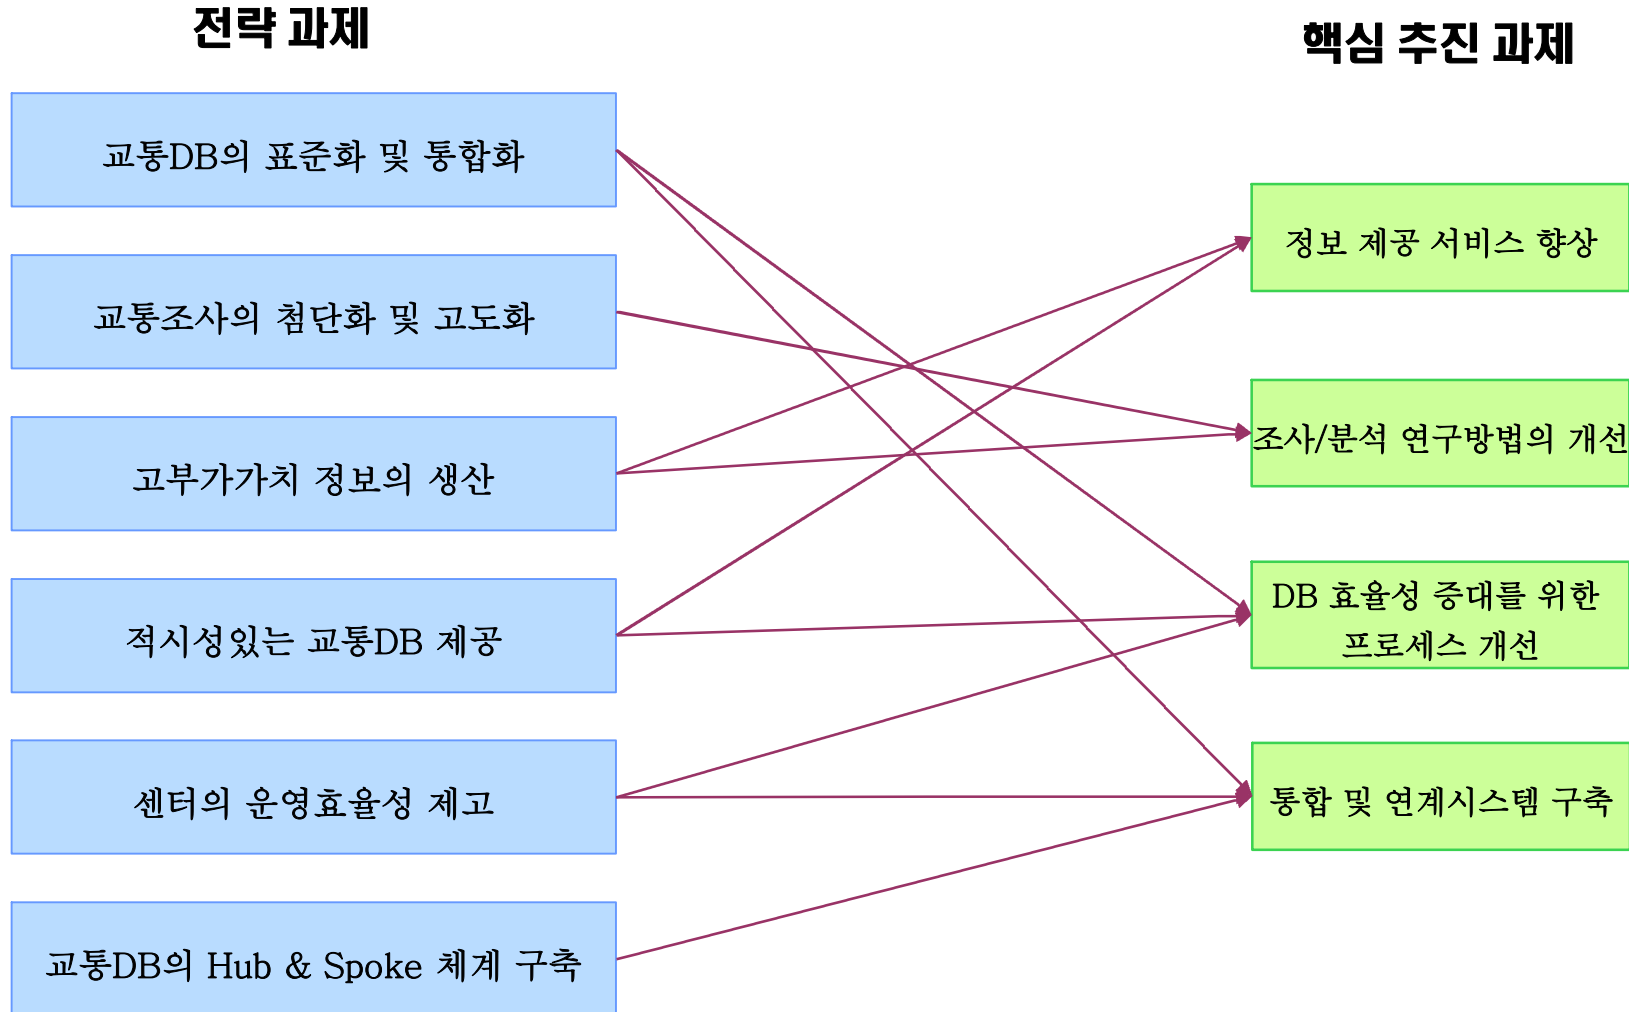 전략 과제
핵심 추진 과제
교통DB의 표준화 및 통합화
교통조사의 첨단화 및 고도화
고부가가치 정보의 생산
적시성있는 교통DB 제공
센터의 운영효율성 제고
교통DB의 Hub & Spoke 체계 구축
정보 제공 서비스 향상
조사/분석 연구방법의 개선
DB 효율성 증대를 위한
프로세스 개선
통합 및 연계시스템 구축